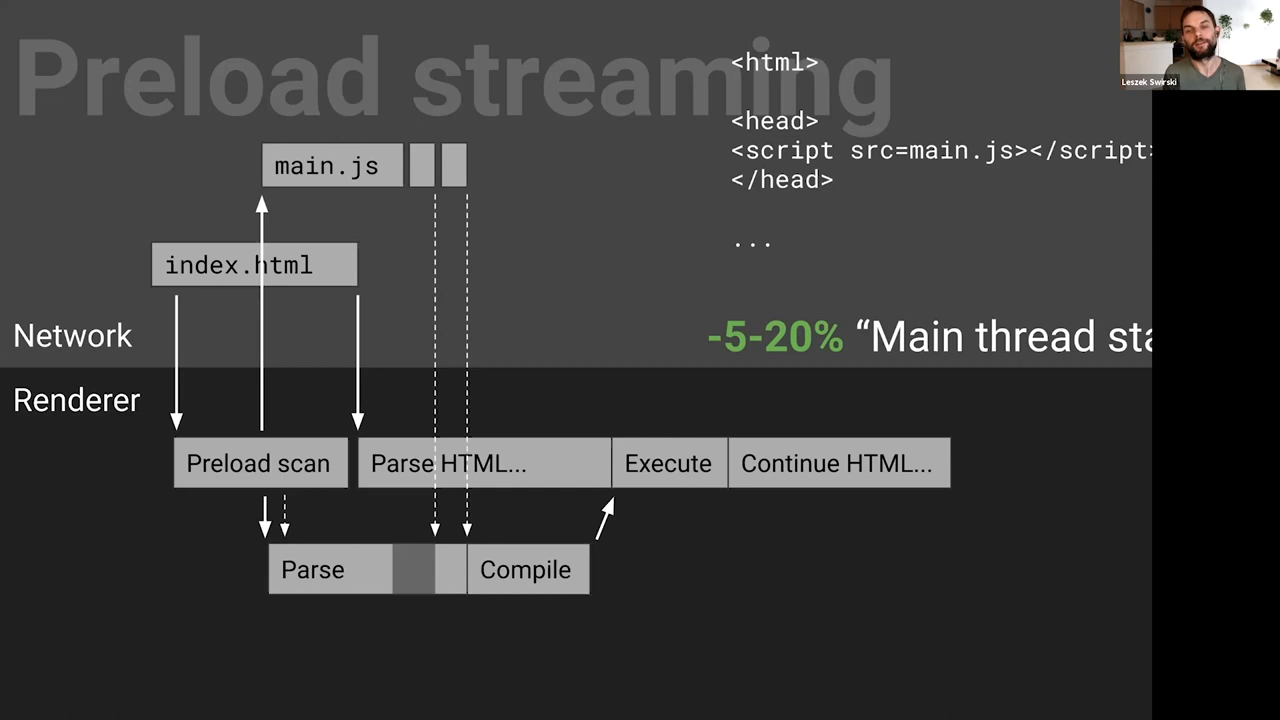 Preload streaming
<html>
<head>
<script src=main.js></script>
</head>
...
main.js
index.html
Network
-5-20% “Main thread sta
Renderer
Preload scan
Parse HTML...
Execute
Continue HTML...
Parse
Compile
Leszek Swirski